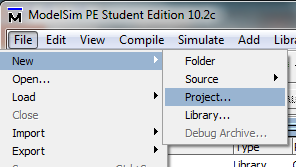 ModelSim PE Student Edition 10.2c
File Edit View Compile Simulate Add
New
Folder
Open...
Source
Load
Project...
Close
Library...
Import
Debug Archive...
Export
Type